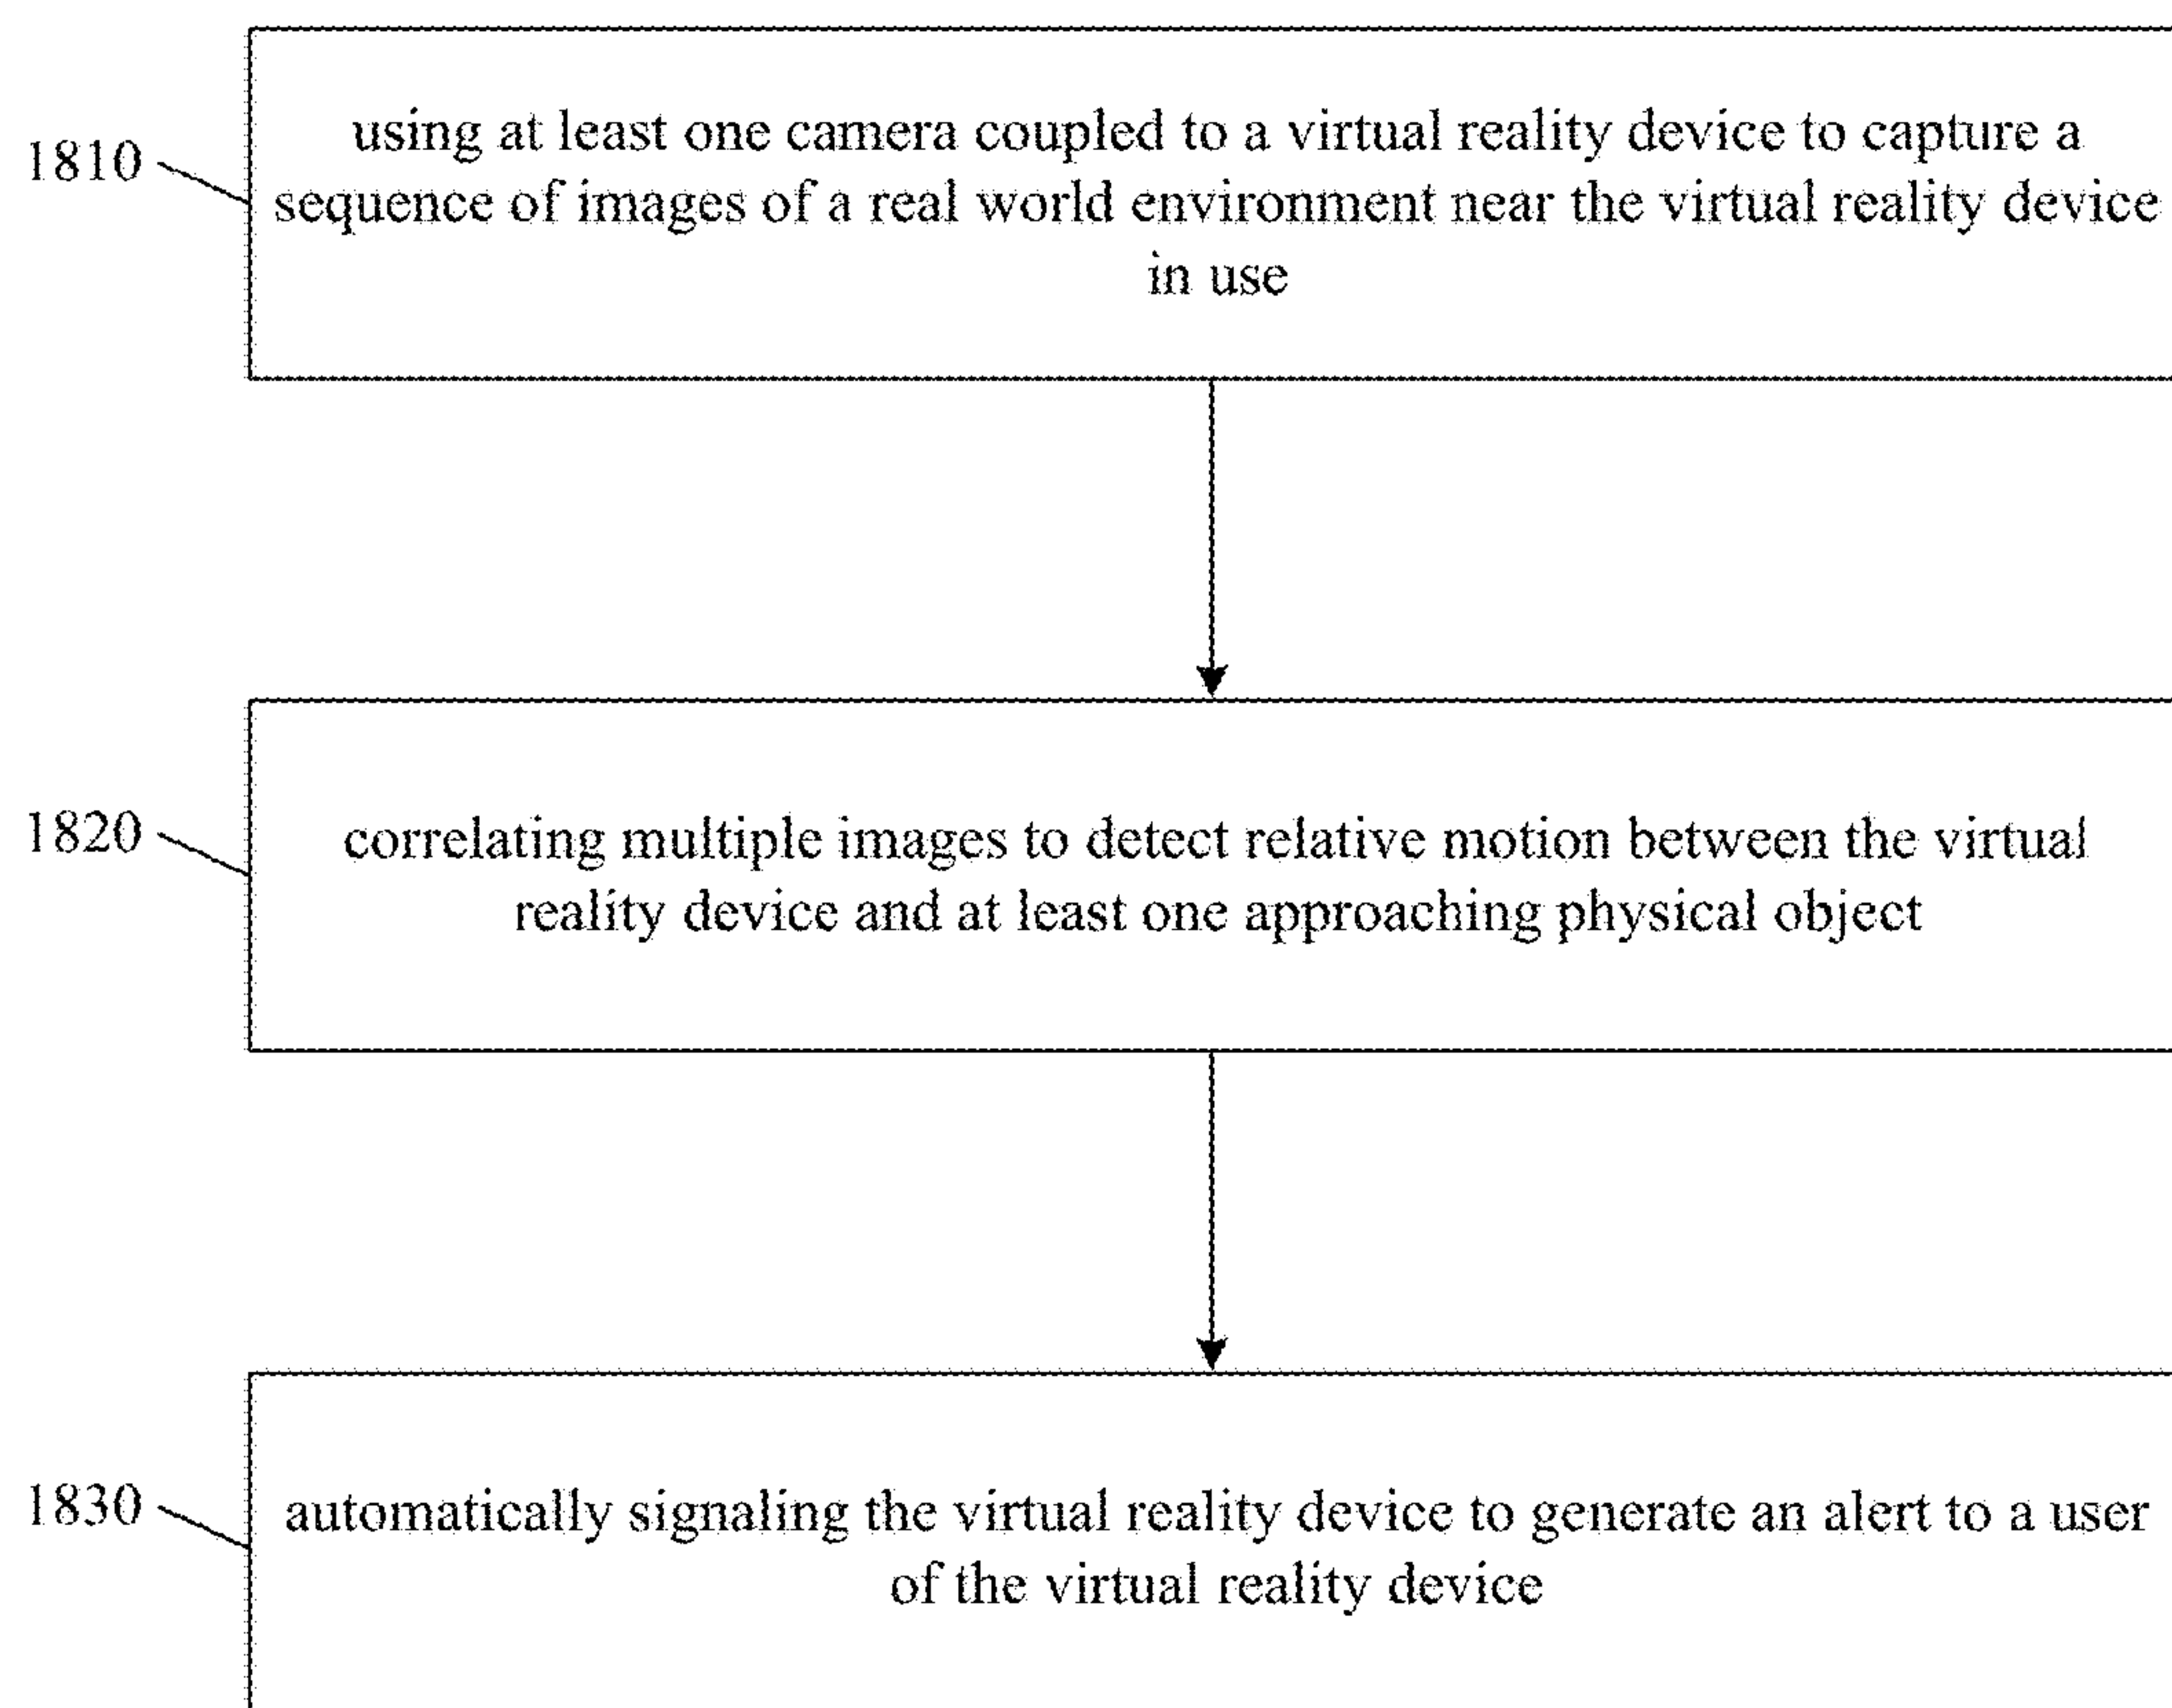 1810
using at least one camera coupled to a virtual reality device to capture a
sequence of images of a real world environment near the virtual reality device
in use
1820
correlating multiple images to detect relative motion between the virtual
reality device and at least one approaching physical object
1830
automatically signaling the virtual reality device to generate an alert to a user
of the virtual reality device